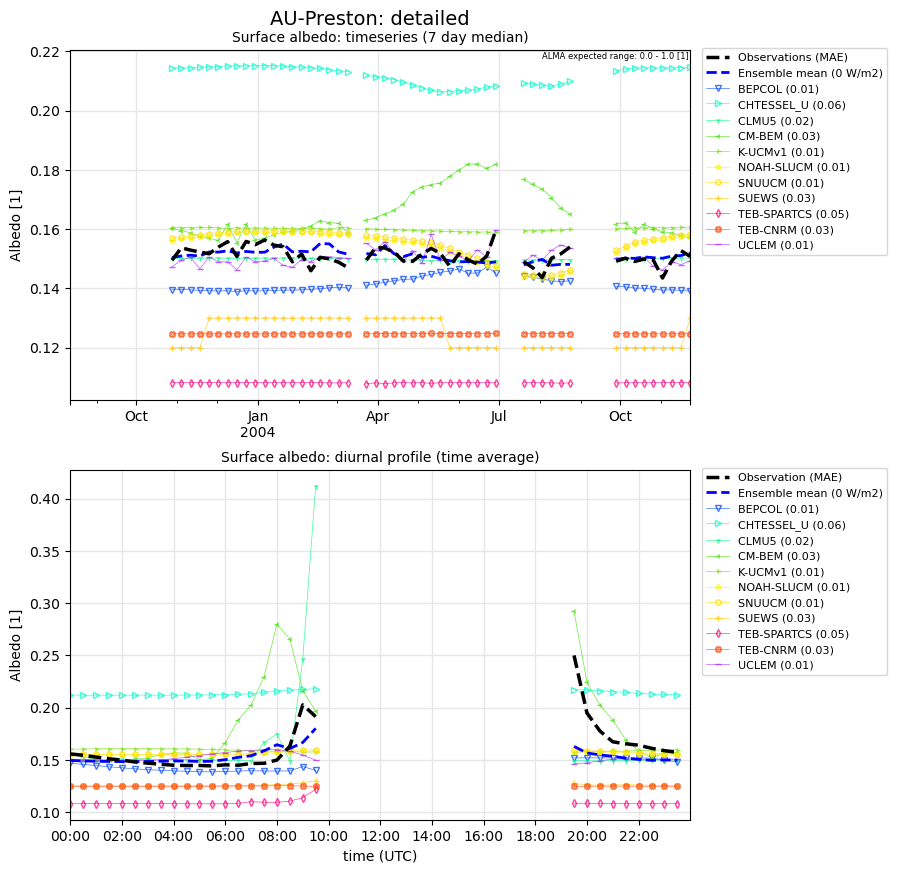 AU-Preston: detailed
Surface albedo: timeseries (7 day median)
ALMA expected range: 0.0 - 1.0 [1]
0.22
0.20
0.18
0.16
0.14
0.12
Albedo [1]
Oct
Jan
2004
Apr
Jul
Oct
Observations (MAE)
Ensemble mean (0 W/m2)
BEPCOL (0.01)
CHTESSEL_U (0.06)
CLMU5 (0.02)
CM-BEM (0.03)
K-UCMv1 (0.01)
NOAH-SLUCM (0.01)
SNUUCM (0.01)
SUEWS (0.03)
TEB-SPARTCS (0.05)
TEB-CNRM (0.03)
UCLEM (0.01)
Surface albedo: diurnal profile (time average)
0.40
0.35
0.30
0.25
0.20
0.15
0.10
Albedo [1]
00:00
02:00
04:00
06:00
08:00
10:00
12:00
14:00
16:00
18:00
20:00
22:00
time (UTC)
Observation (MAE)
Ensemble mean (0 W/m2)
BEPCOL (0.01)
CHTESSEL_U (0.06)
CLMU5 (0.02)
CM-BEM (0.03)
K-UCMv1 (0.01)
NOAH-SLUCM (0.01)
SNUUCM (0.01)
SUEWS (0.03)
TEB-SPARTCS (0.05)
TEB-CNRM (0.03)
UCLEM (0.01)